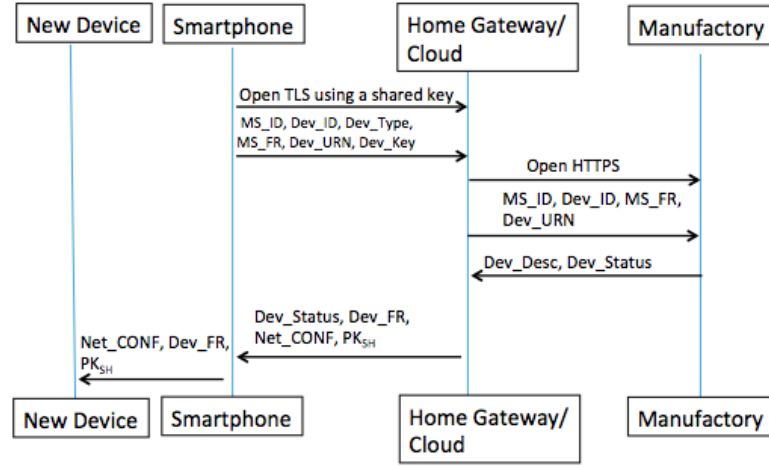 New Device
Smartphone
Home Gateway/
Cloud
Manufactory
Open TLS using a shared key
MS_ID, Dev_ID, Dev_Type,
MS_FR, Dev_URN, Dev_Key
Open HTTPS
MS_ID, Dev_ID, MS_FR,
Dev_URN
Dev_Desc, Dev_Status
Dev_Status, Dev_FR,
Net_CONF, PK_SH
Net_CONF, Dev_FR,
PK_SH
New Device
Smartphone
Home Gateway/
Cloud
Manufactory